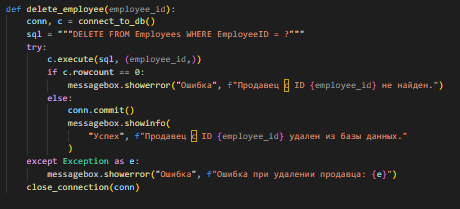 def delete_employee(employee_id):
    conn, c = connect_to_db()
    sql = """DELETE FROM Employees WHERE EmployeeID = ?"""
    try:
        c.execute(sql, (employee_id,))
        if c.rowcount == 0:
            messagebox.showerror("Ошибка", f"Продавец с ID {employee_id} не найден.")
        else:
            conn.commit()
            messagebox.showinfo(
                "Успех", f"Продавец с ID {employee_id} удален из базы данных."
            )
    except Exception as e:
        messagebox.showerror("Ошибка", f"Ошибка при удалении продавца: {e}")
    close_connection(conn)